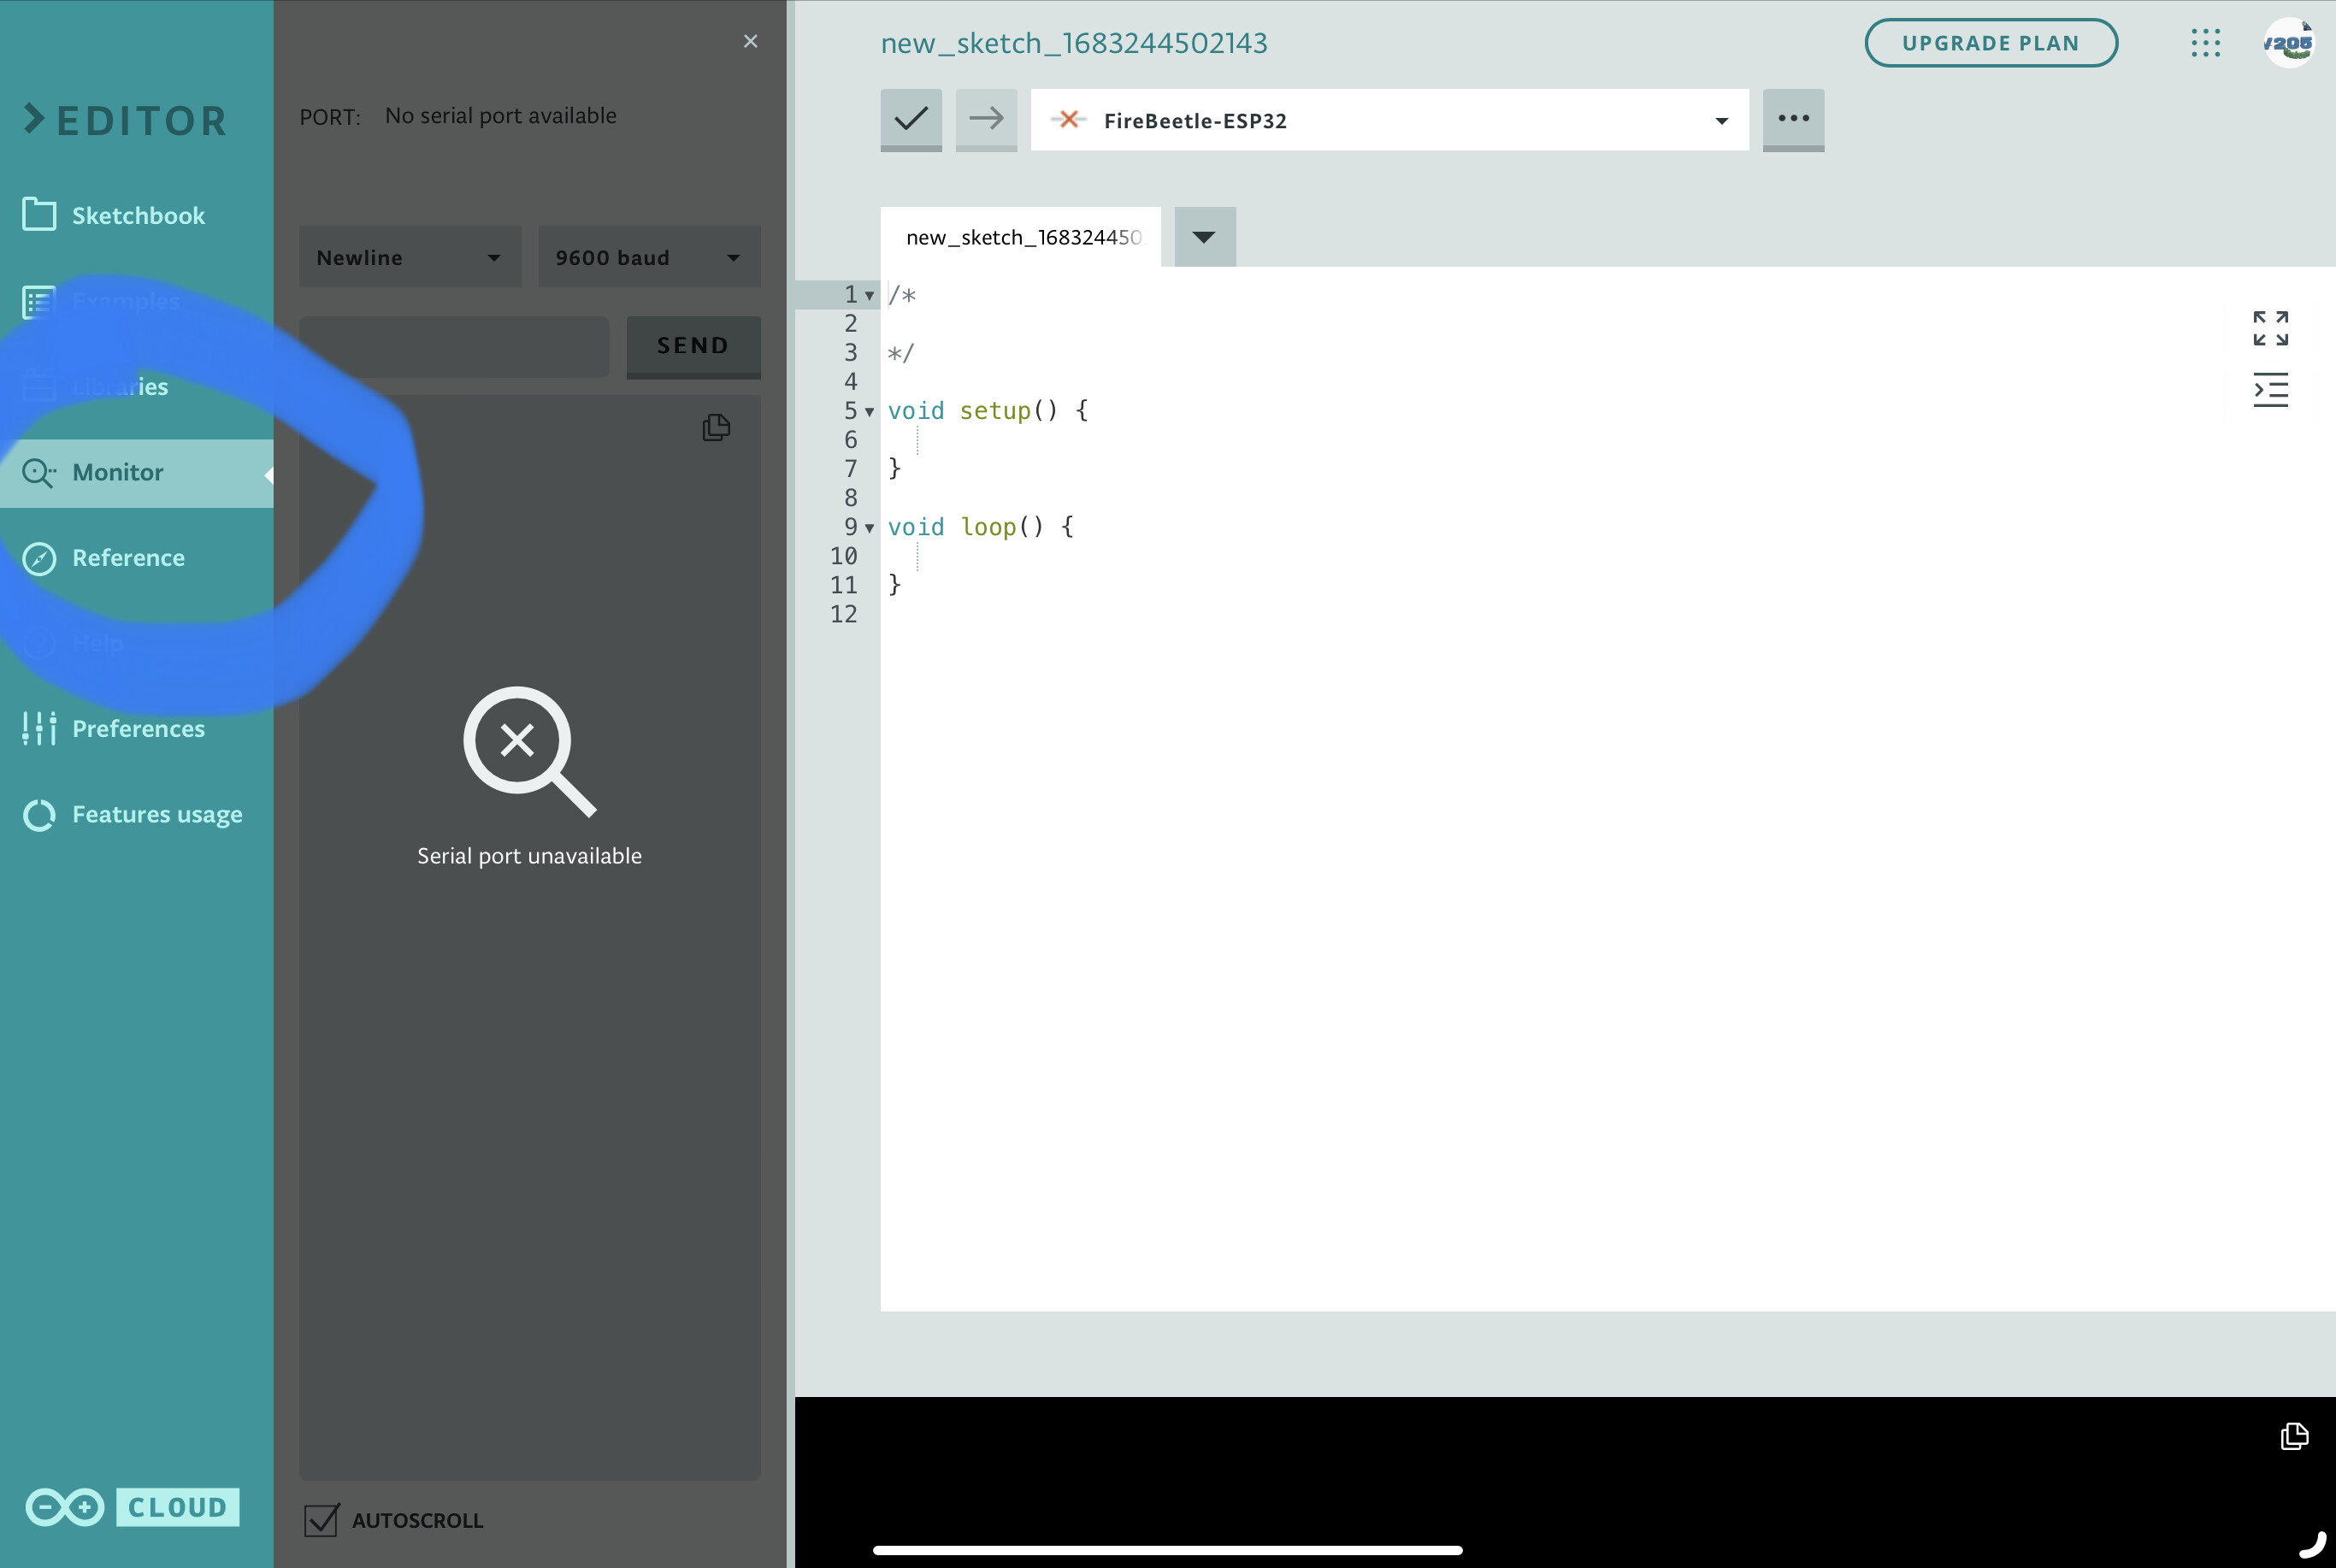 EDITOR
Sketchbook
Examples
Libraries
Monitor
Reference
Help
Preferences
Features usage
CLOUD
PORT: No serial port available
Newline 9600 baud
SEND
Serial port unavailable
AUTOSCROLL
new_sketch_1683244502143
UPGRADE PLAN
FireBeetle-ESP32
new_sketch_168324450
1 /*
2
3 */
4
5 void setup() {
6
7 }
8
9 void loop() {
10
11 }
12